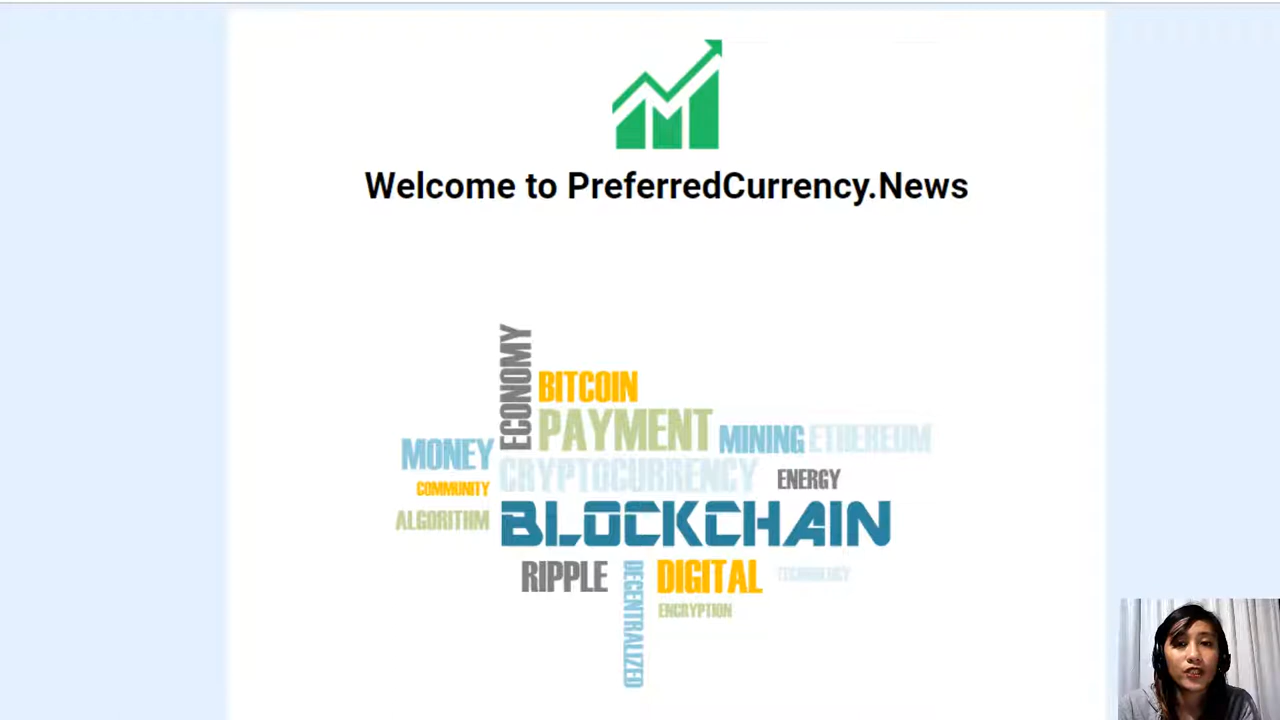 Welcome to PreferredCurrency.News
ECONOMY
BITCOIN
PAYMENT
MONEY
MINING ETHEREUM
CRYPTOCURRENCY
ENERGY
COMMUNITY
ALGORITHM
BLOCKCHAIN
RIPPLE
DECENTRALIZED
DIGITAL
TECHNOLOGY
ENCRYPTION